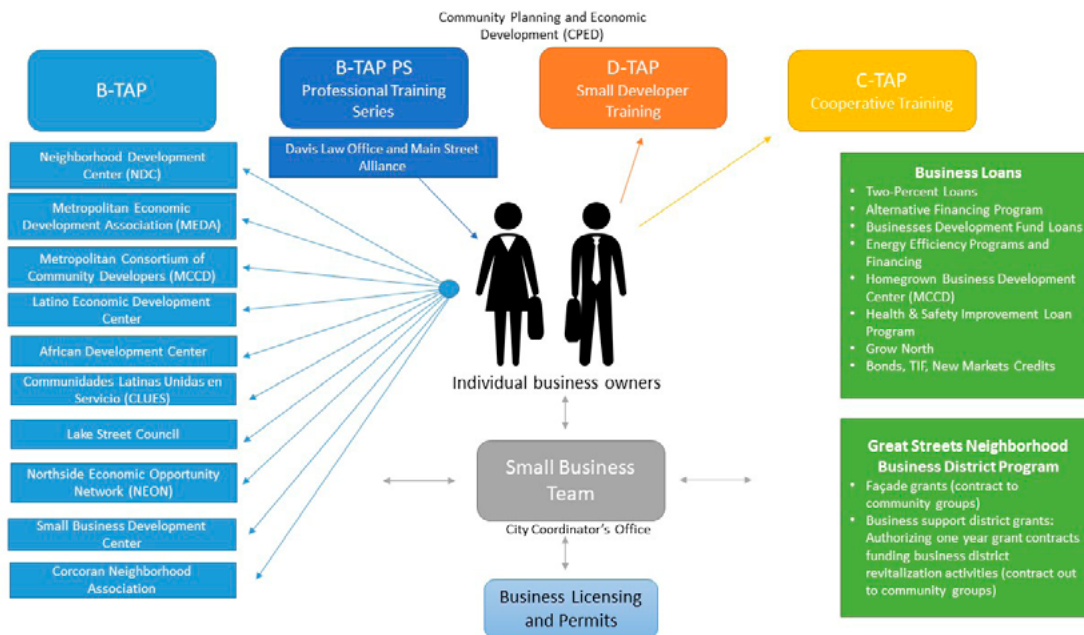 Community Planning and Economic
Development (CPED)
B-TAP
B-TAP PS
Professional Training
Series
D-TAP
Small Developer
Training
C-TAP
Cooperative Training
Davis Law Office and Main Street
Alliance
Neighborhood Development
Center (NDC)
Metropolitan Economic
Development Association (MEDA)
Metropolitan Consortium of
Community Developers (MCCD)
Latino Economic Development
Center
African Development Center
Communidades Latinas Unidas en
Servicio (CLUES)
Lake Street Council
Northside Economic Opportunity
Network (NEON)
Small Business Development
Center
Corcoran Neighborhood
Association
Individual business owners
Small Business
Team
City Coordinator's Office
Business Licensing
and Permits
Business Loans
• Two-Percent Loans
• Alternative Financing Program
• Businesses Development Fund Loans
• Energy Efficiency Programs and
Financing
• Homegrown Business Development
Center (MCCD)
• Health & Safety Improvement Loan
Program
• Grow North
• Bonds, TIF, New Markets Credits
Great Streets Neighborhood
Business District Program
• Façade grants (contract to
community groups)
• Business support district grants:
Authorizing one year grant contracts
funding business district
revitalization activities (contract out
to community groups)